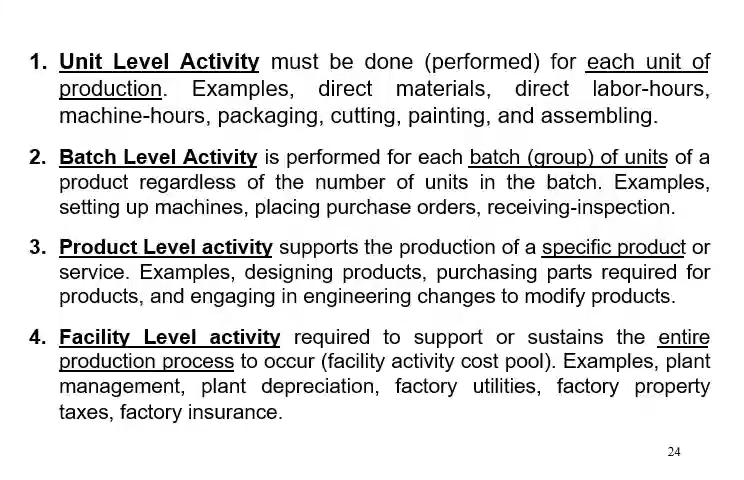 1. Unit Level Activity must be done (performed) for each unit of
production. Examples, direct materials, direct labor-hours,
machine-hours, packaging, cutting, painting, and assembling.
2. Batch Level Activity is performed for each batch (group) of units of a
product regardless of the number of units in the batch. Examples,
setting up machines, placing purchase orders, receiving-inspection.
3. Product Level activity supports the production of a specific product or
service. Examples, designing products, purchasing parts required for
products, and engaging in engineering changes to modify products.
4. Facility Level activity required to support or sustains the entire
production process to occur (facility activity cost pool). Examples, plant
management, plant depreciation, factory utilities, factory property
taxes, factory insurance.
24